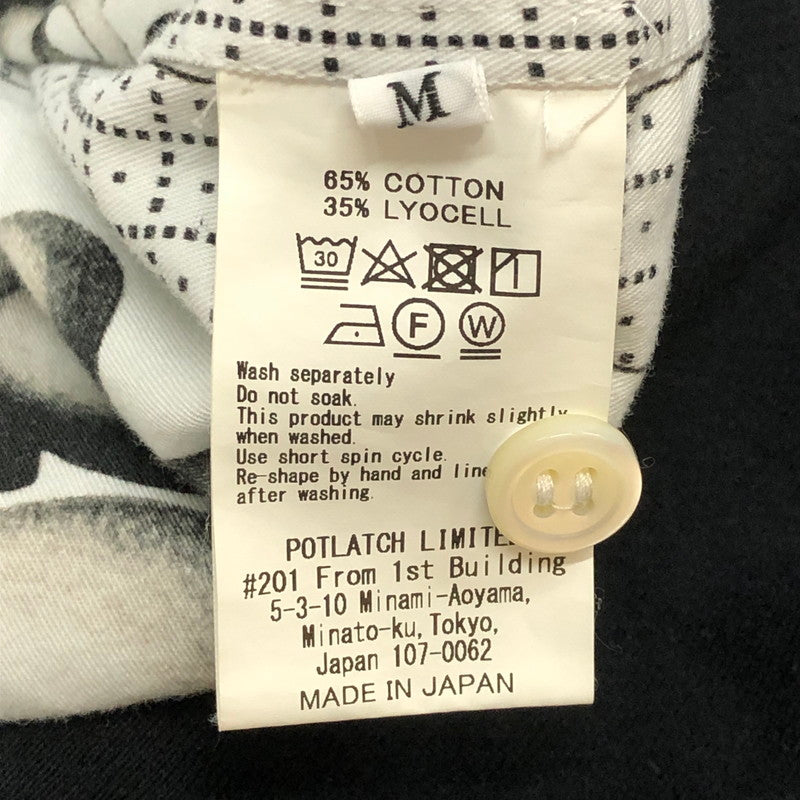 M
65% COTTON
35% LYOCELL
30
F W
Wash separately
Do not soak.
This product may shrink slightly
when washed.
Use short spin cycle.
Re-shape by hand and line
after washing.
POTLATCH LIMITE
#201 From 1st Building
5-3-10 Minami-Aoyama,
Minato-ku, Tokyo,
Japan 107-0062
MADE IN JAPAN